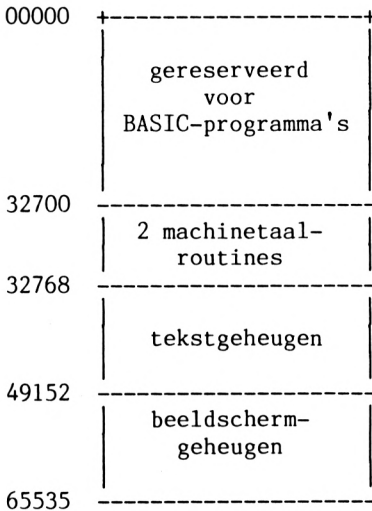 00000 +--------------------+
gereserveerd
voor
BASIC-programma's
32700 --------------------
2 machinetaal-
routines
32768 --------------------
tekstgeheugen
49152 --------------------
beeldscherm-
geheugen
65535 --------------------